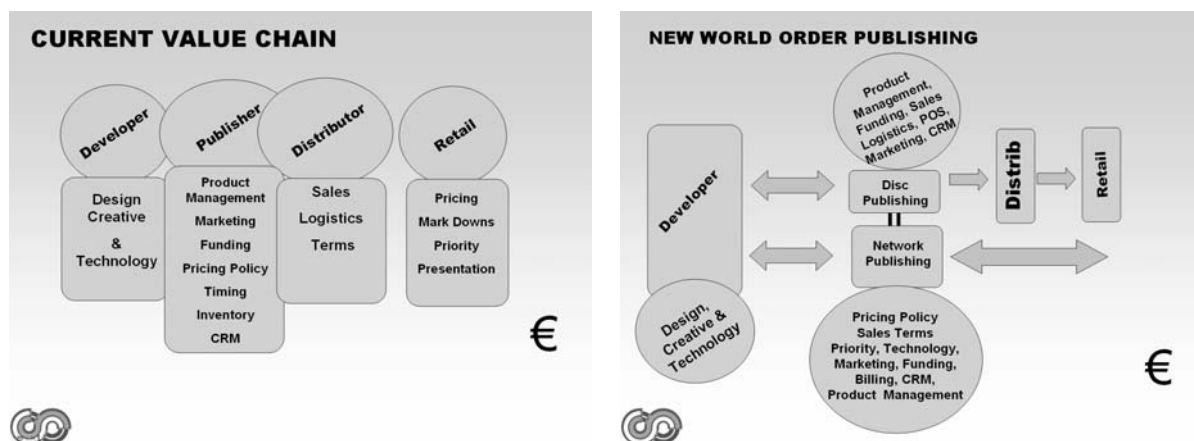 CURRENT VALUE CHAIN
Developer
Publisher
Distributor
Retail
Design
Creative
&
Technology
Product
Management
Marketing
Funding
Pricing Policy
Timing
Inventory
CRM
Sales
Logistics
Terms
Pricing
Mark Downs
Priority
Presentation
€
NEW WORLD ORDER PUBLISHING
Product
Management,
Funding, Sales
Logistics, POS,
Marketing, CRM
Developer
Disc
Publishing
Distrib
Retail
Network
Publishing
Design,
Creative &
Technology
Pricing Policy
Sales Terms
Priority, Technology,
Marketing, Funding,
Billing, CRM,
Product Management
€